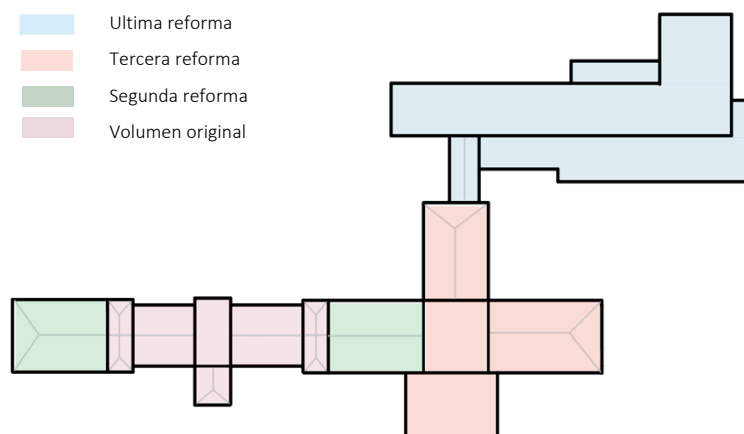 Ultima reforma
Tercera reforma
Segunda reforma
Volumen original